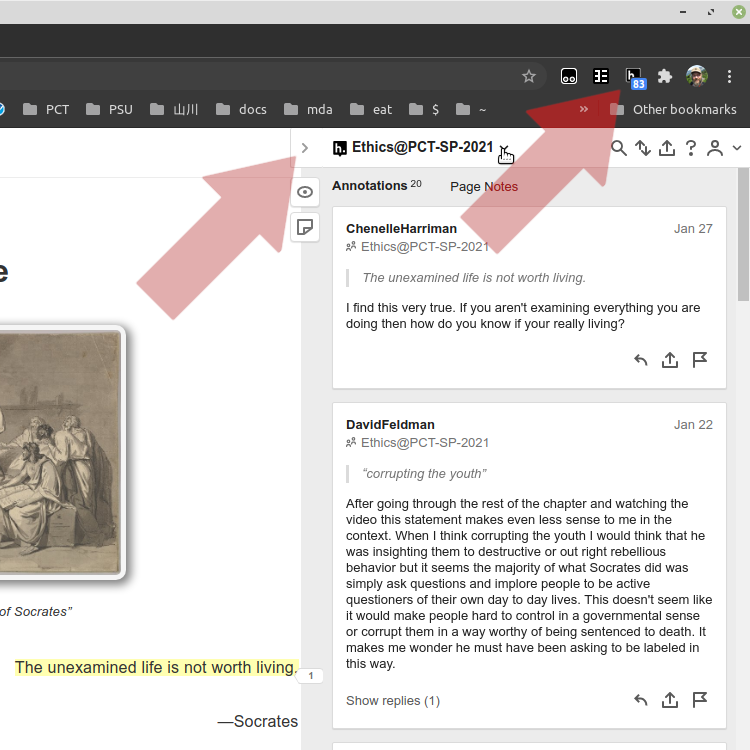 83
PCT
PSU
山川
docs
mda
eat
$
~
»
Other bookmarks
h. Ethics@PCT-SP-2021
?
Annotations 20
Page Notes
ChenelleHarriman
Jan 27
Ethics@PCT-SP-2021
The unexamined life is not worth living.
I find this very true. If you aren't examining everything you are
doing then how do you know if your really living?
DavidFeldman
Jan 22
Ethics@PCT-SP-2021
“corrupting the youth”
After going through the rest of the chapter and watching the
video this statement makes even less sense to me in the
context. When I think corrupting the youth I would think that he
was insighting them to destructive or out right rebellious
behavior but it seems the majority of what Socrates did was
simply ask questions and implore people to be active
questioners of their own day to day lives. This doesn't seem like
it would make people hard to control in a governmental sense
or corrupt them in a way worthy of being sentenced to death. It
makes me wonder he must have been asking to be labeled in
this way.
Show replies (1)
e
of Socrates”
The unexamined life is not worth living.
1
—Socrates